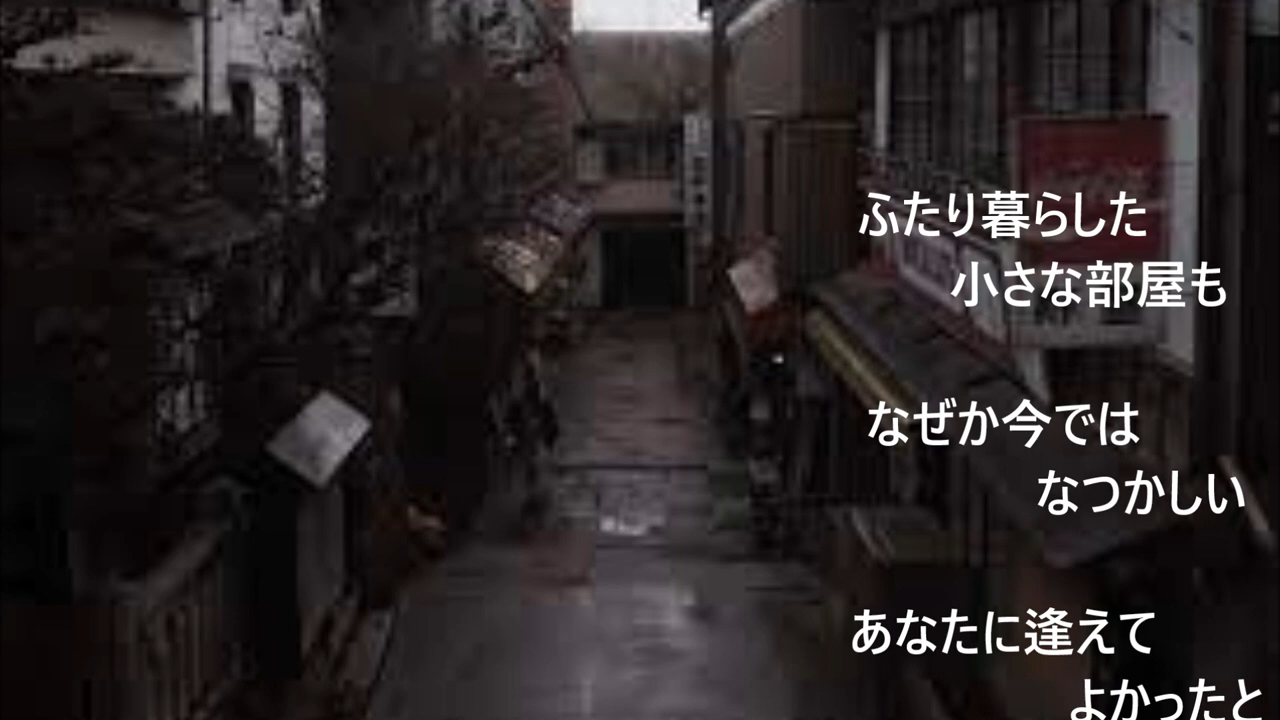 ふたり暮らした
小さな部屋も
なぜか今では
なつかしい
あなたに逢えて
よかったと